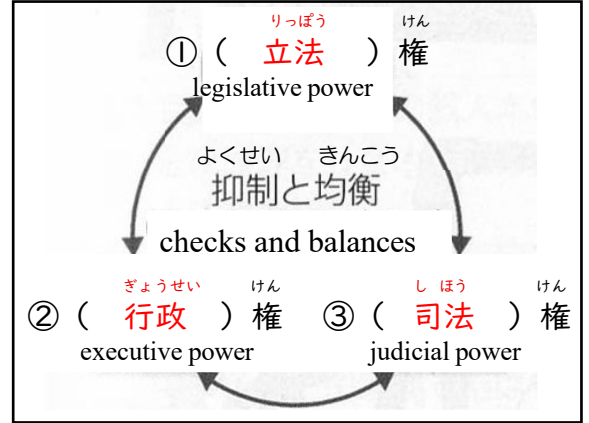 りっぽう けん
① ( 立法 ) 権
legislative power
よくせい きんこう
抑制と均衡
checks and balances
ぎょうせい けん し ほう けん
② ( 行政 ) 権 ③ ( 司法 ) 権
executive power judicial power